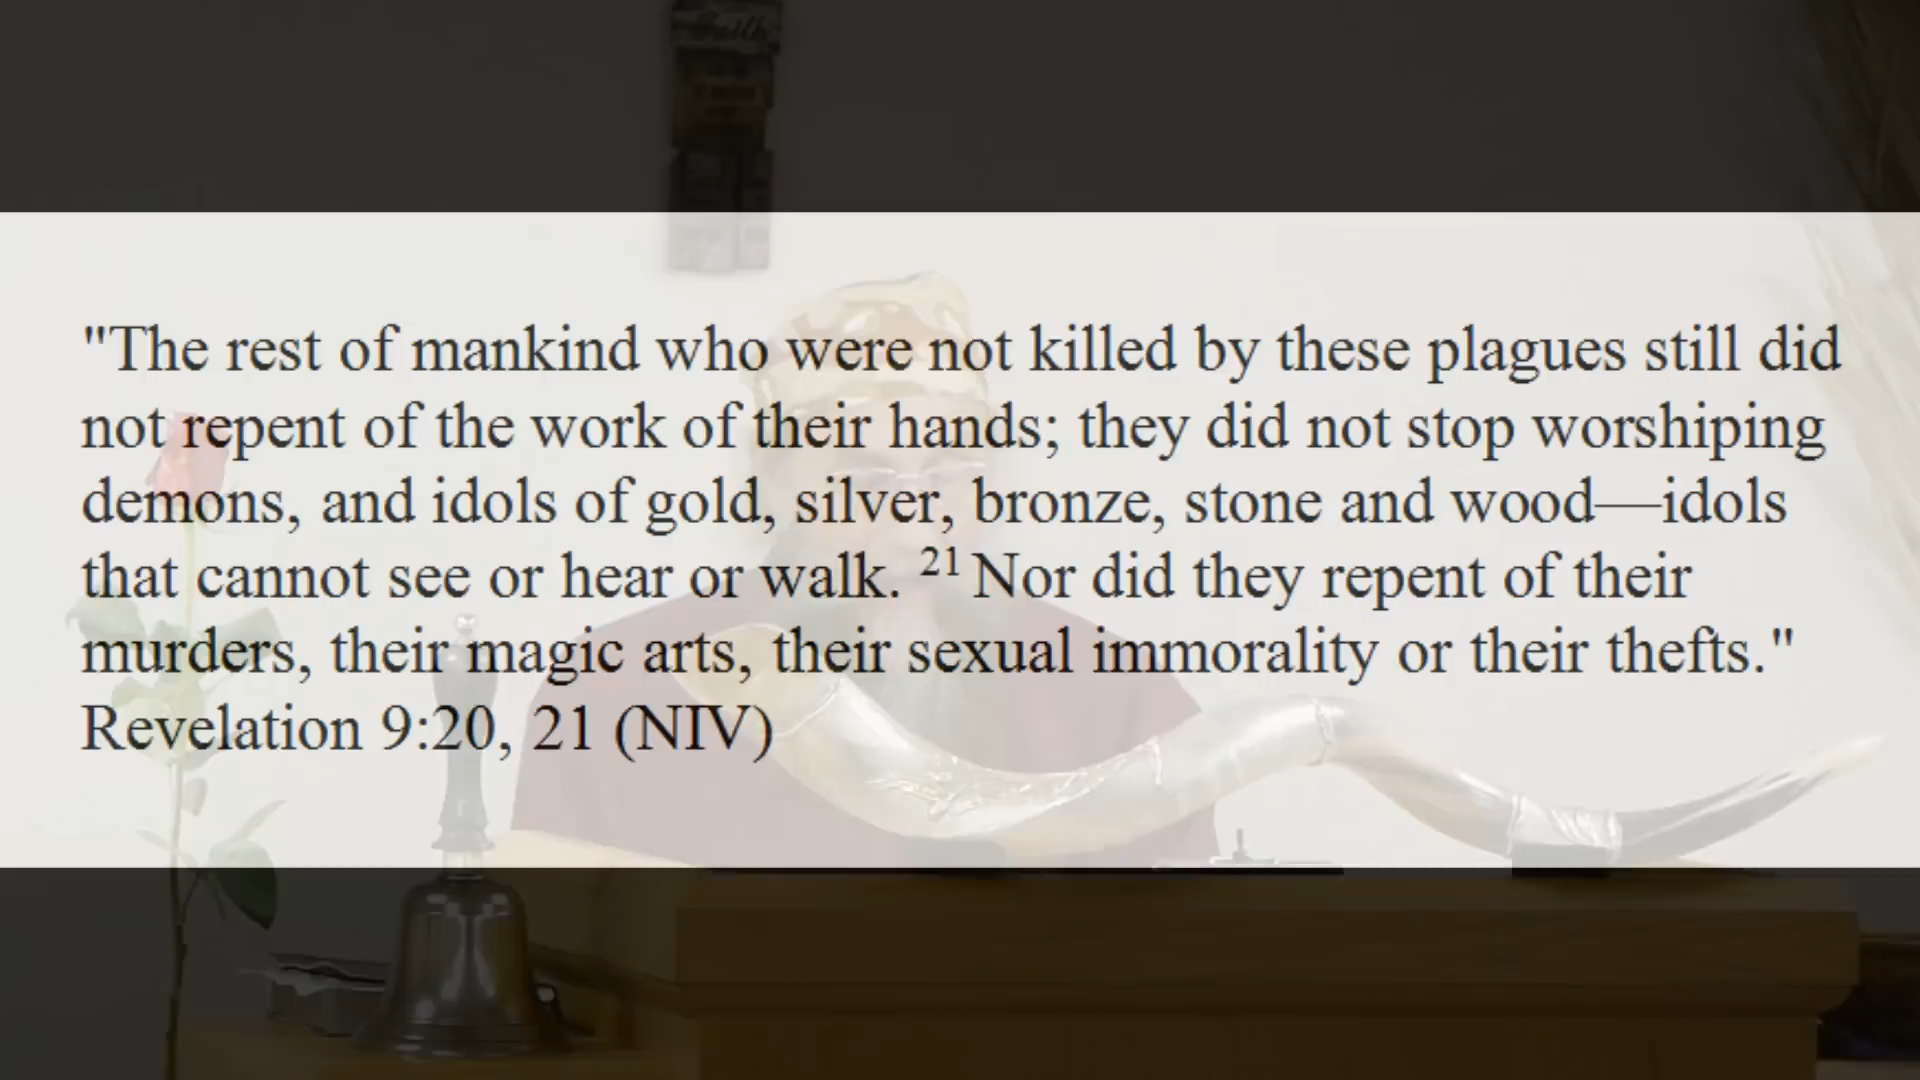 Faith
"The rest of mankind who were not killed by these plagues still did
not repent of the work of their hands; they did not stop worshiping
demons, and idols of gold, silver, bronze, stone and wood—idols
that cannot see or hear or walk. ²¹ Nor did they repent of their
murders, their magic arts, their sexual immorality or their thefts."
Revelation 9:20, 21 (NIV)